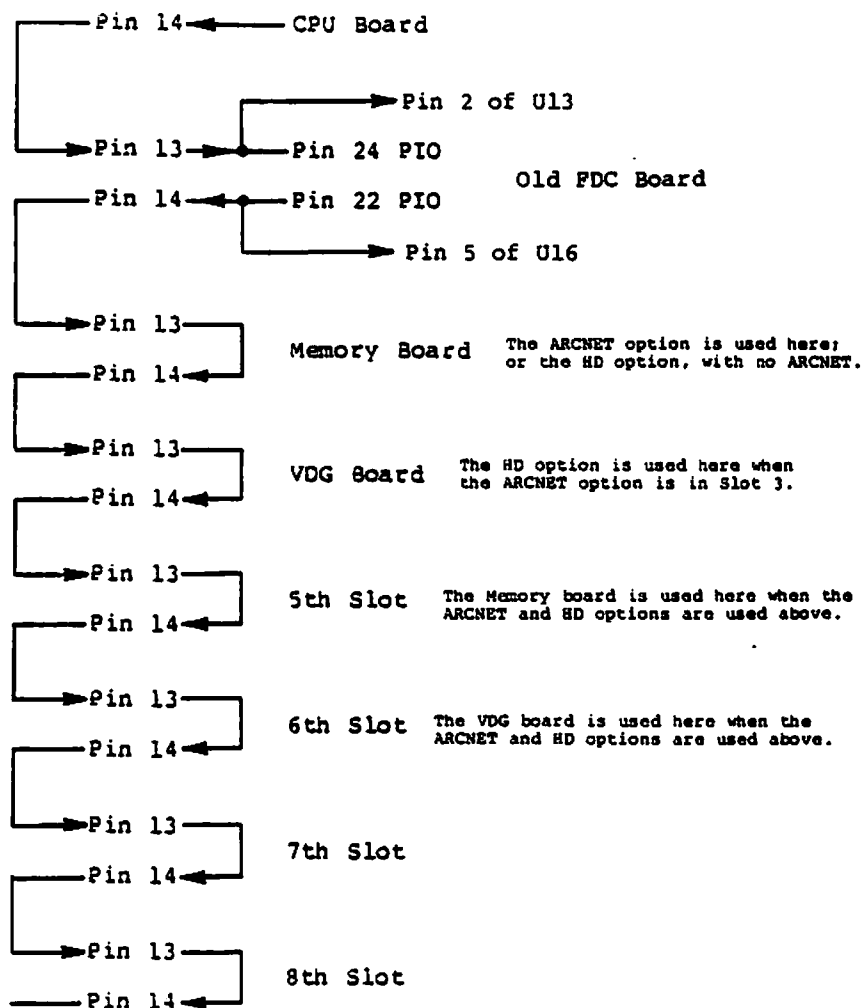 Pin 14 CPU Board
Pin 2 of U13
Pin 13 Pin 24 PIO
Old FDC Board
Pin 14 Pin 22 PIO
Pin 5 of U16
Pin 13
Memory Board
The ARCNET option is used here;
or the HD option, with no ARCNET.
Pin 14
Pin 13
VDG Board
The HD option is used here when
the ARCNET option is in Slot 3.
Pin 14
Pin 13
5th Slot
The Memory board is used here when the
ARCNET and HD options are used above.
Pin 14
Pin 13
6th Slot
The VDG board is used here when the
ARCNET and HD options are used above.
Pin 14
Pin 13
7th Slot
Pin 14
Pin 13
8th Slot
Pin 14